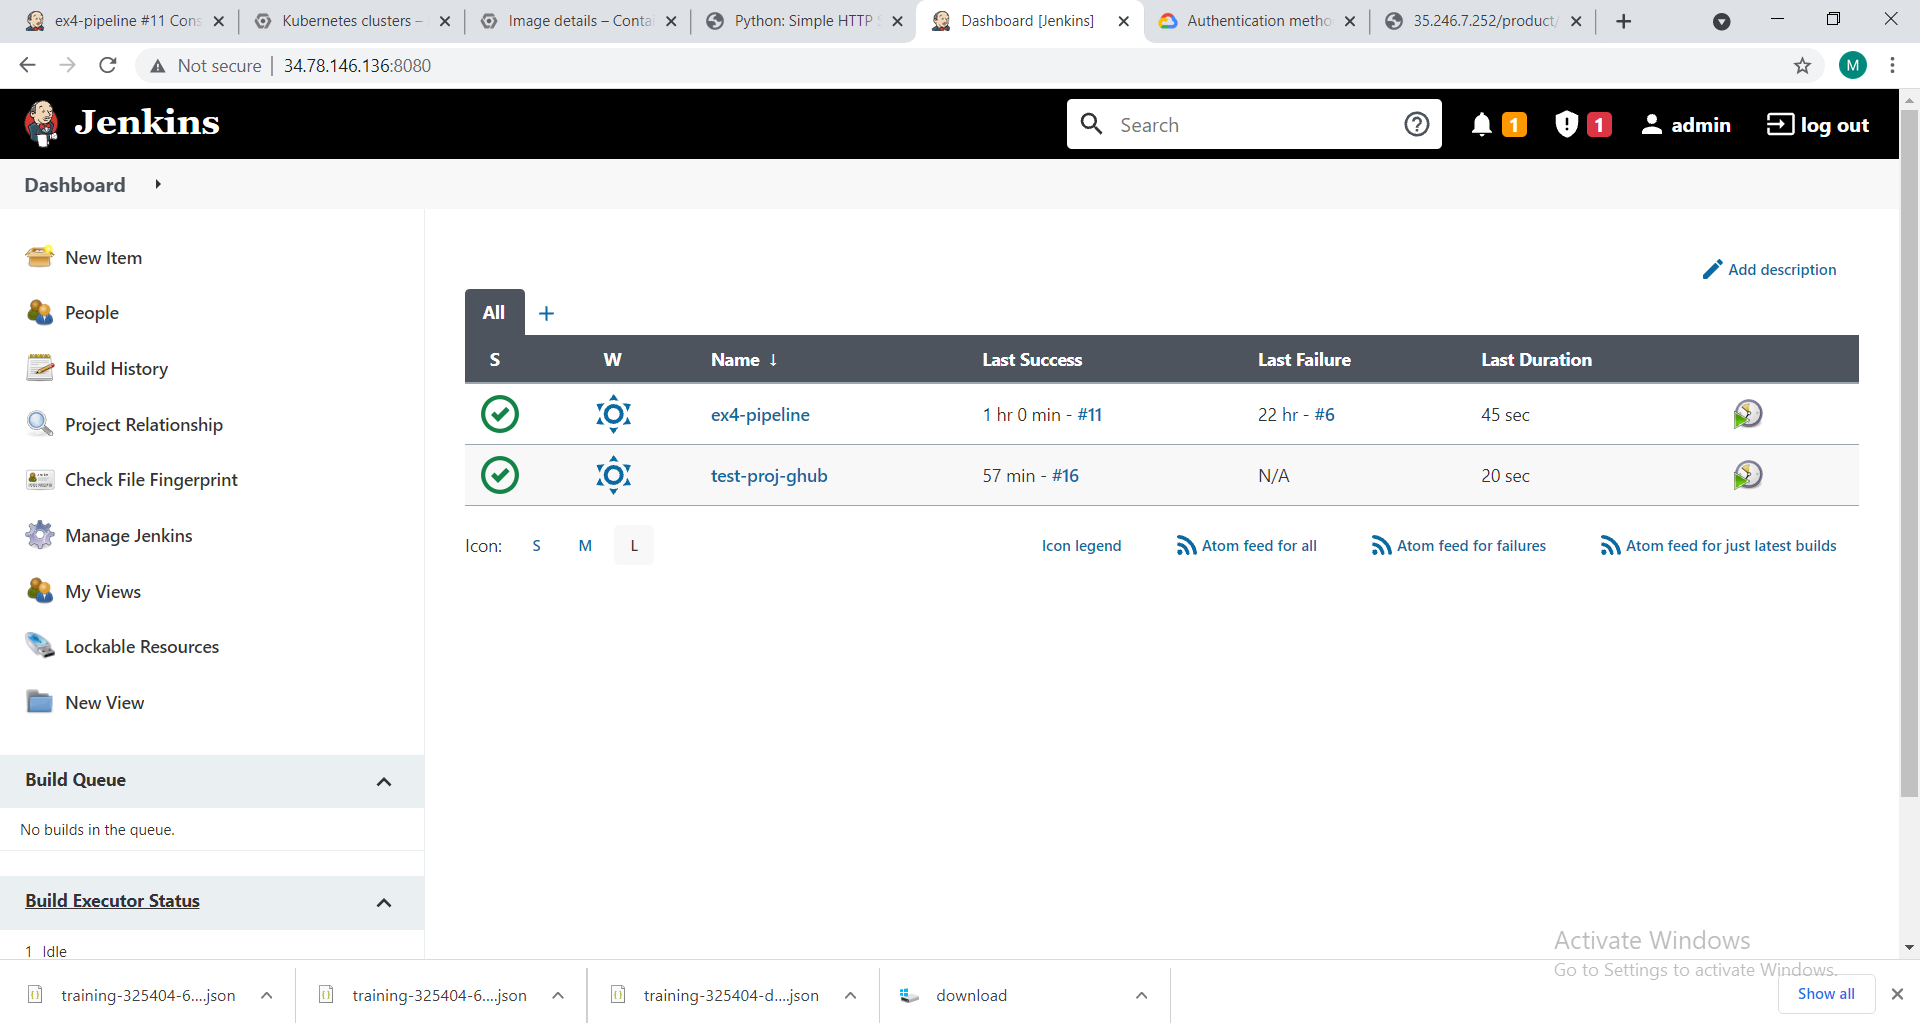 ex4-pipeline #11 Cons
Kubernetes clusters –
Image details – Conta
Python: Simple HTTP S
Dashboard [Jenkins]
Authentication metho
35.246.7.252/product/
Not secure
34.78.146.136:8080
M
Jenkins
Search
1
1
admin
log out
Dashboard
New Item
People
Build History
Project Relationship
Check File Fingerprint
Manage Jenkins
My Views
Lockable Resources
New View
Build Queue
No builds in the queue.
Build Executor Status
1 Idle
Add description
All +
S W Name ↓ Last Success Last Failure Last Duration
ex4-pipeline 1 hr 0 min - #11 22 hr - #6 45 sec
test-proj-ghub 57 min - #16 N/A 20 sec
Icon: S M L
Icon legend
Atom feed for all
Atom feed for failures
Atom feed for just latest builds
Activate Windows
Go to Settings to activate Windows.
training-325404-6....json
training-325404-6....json
training-325404-d....json
download
Show all